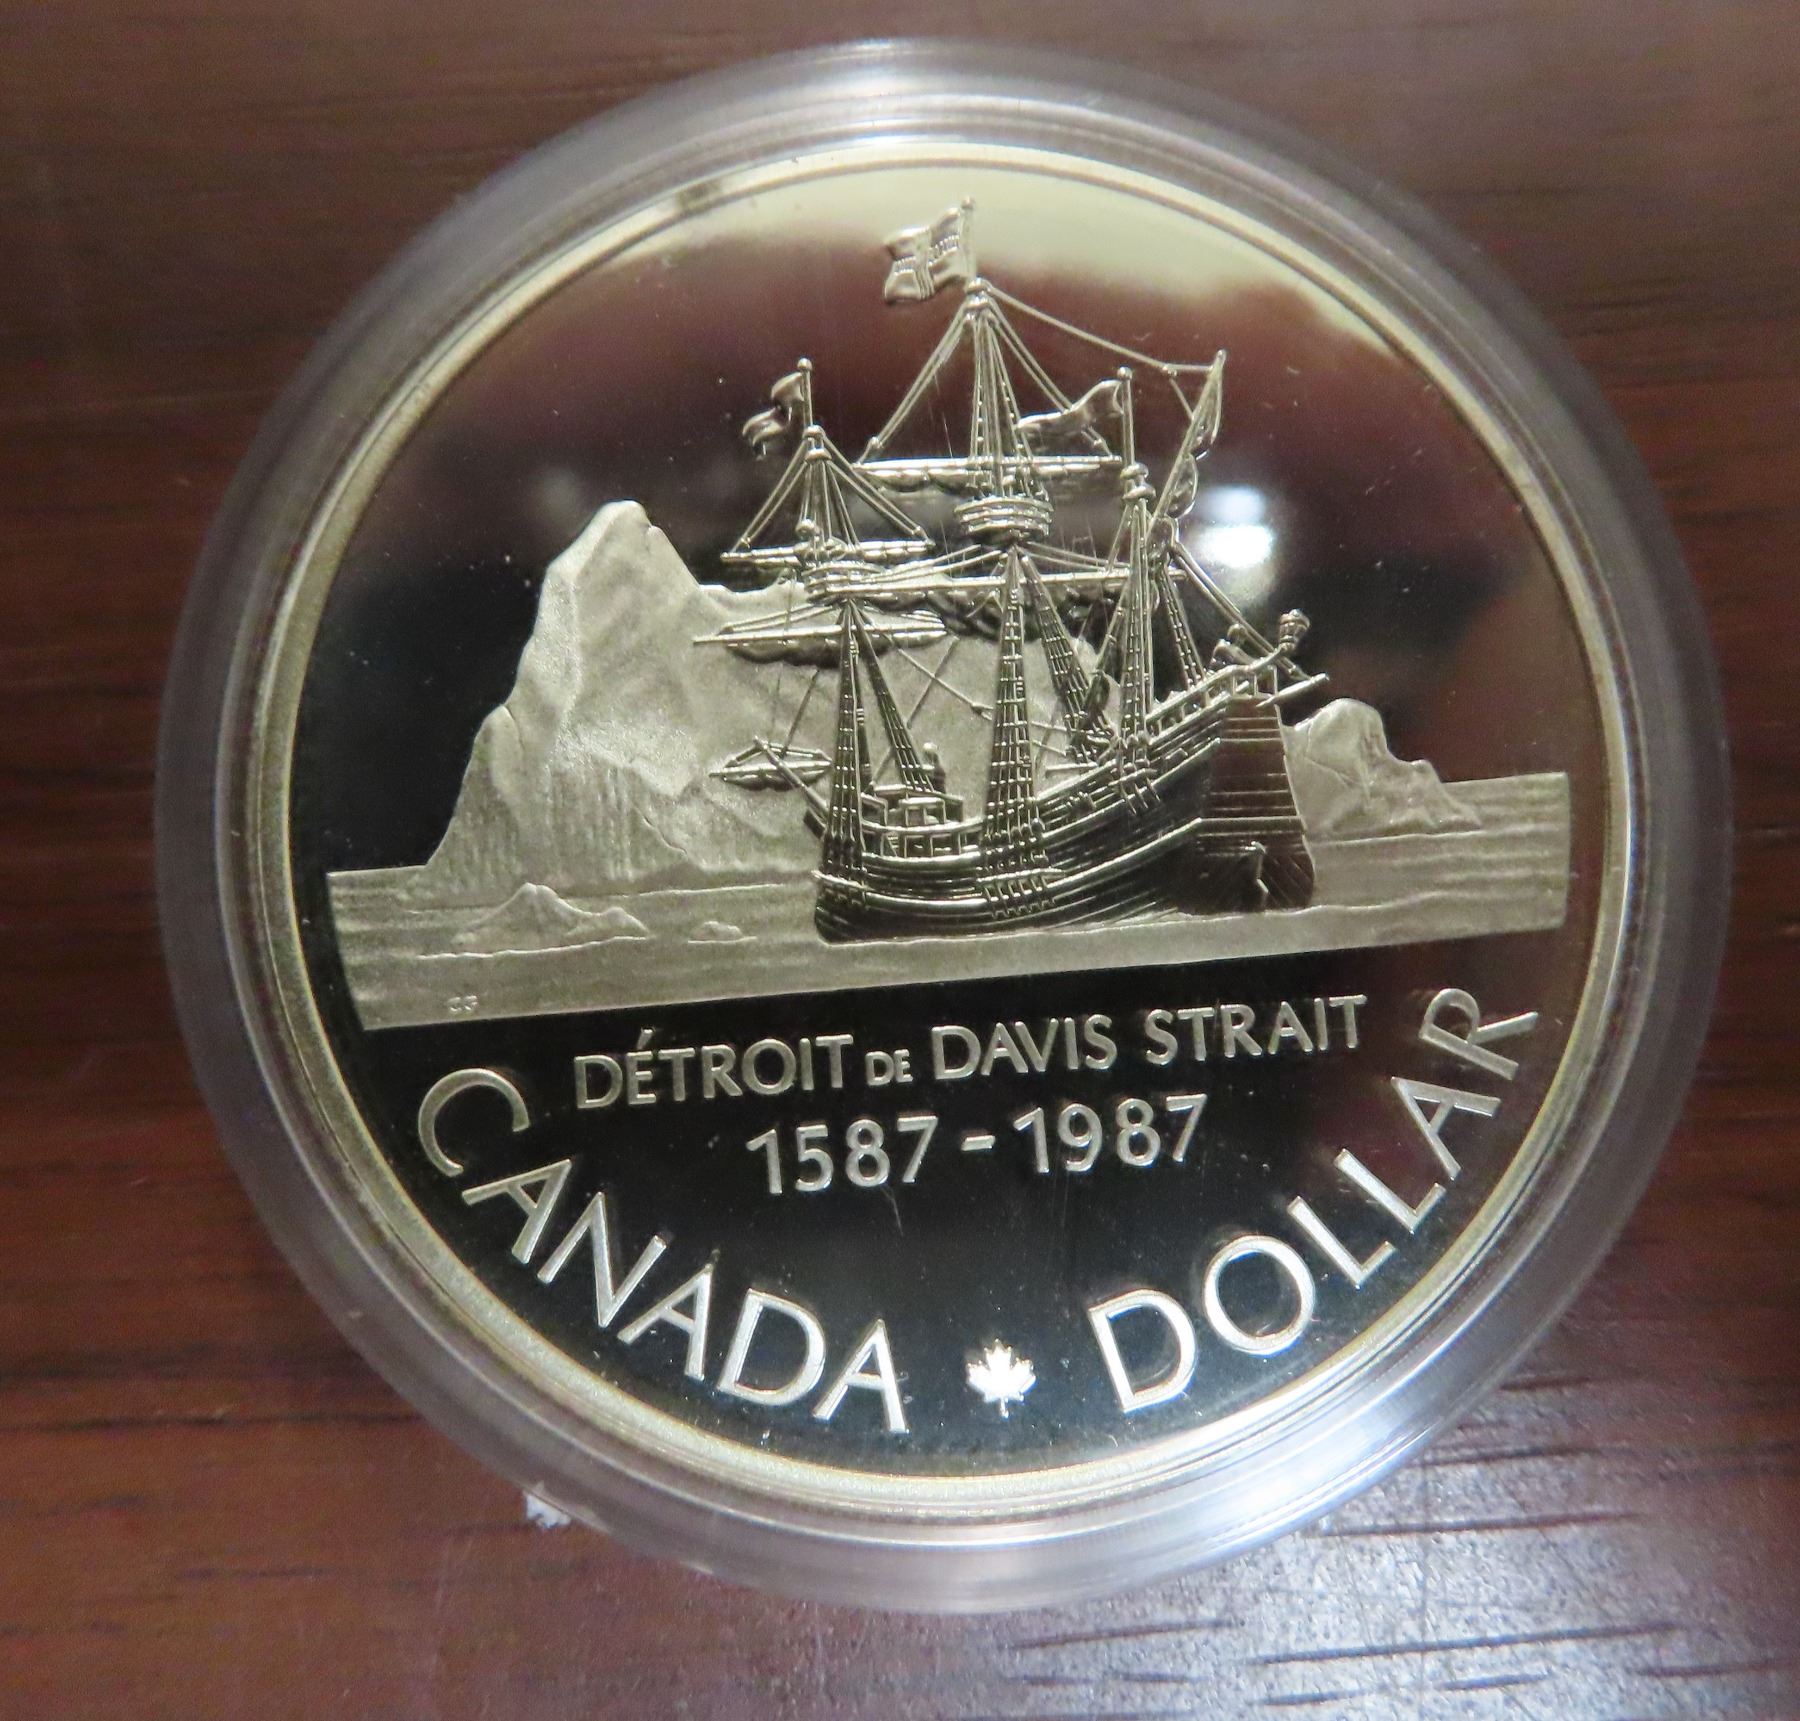 DÉTROIT DE DAVIS STRAIT
1587 - 1987
CANADA DOLLAR